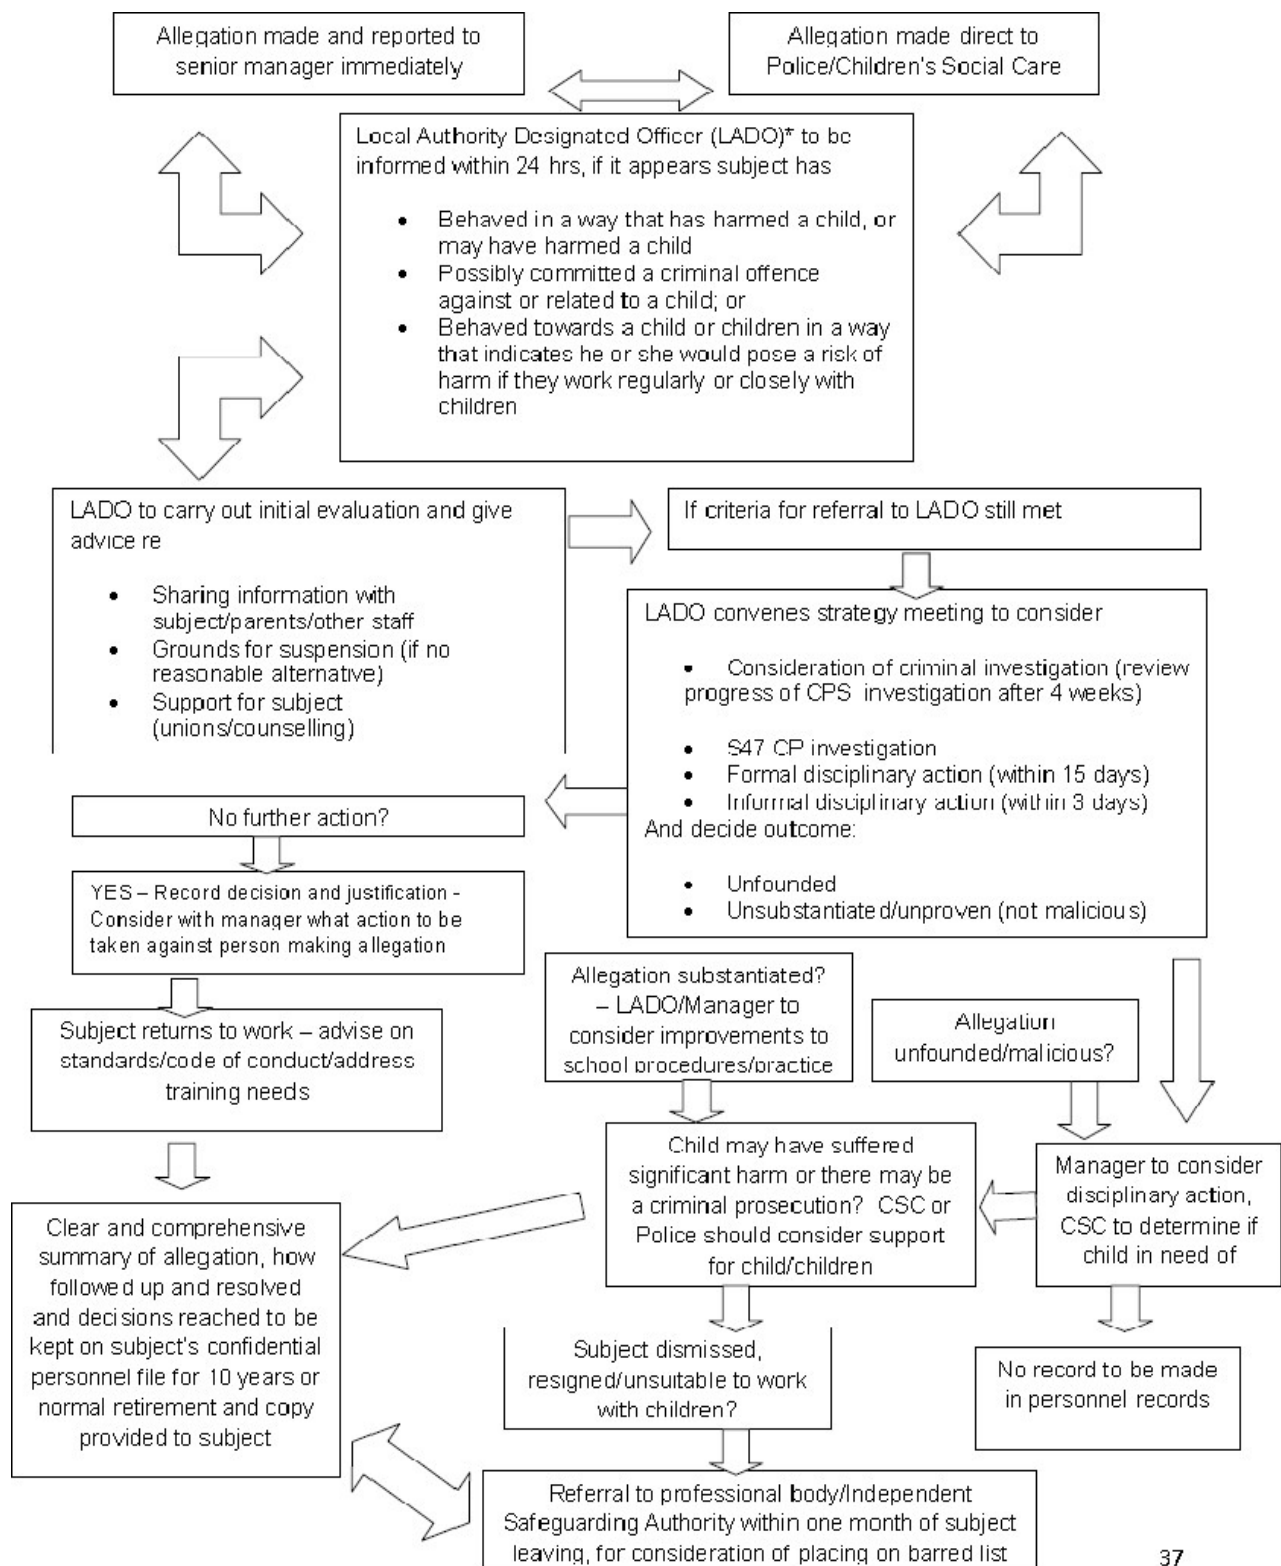 Allegation made and reported to
senior manager immediately
Allegation made direct to
Police/Children's Social Care
Local Authority Designated Officer (LADO)* to be
informed within 24 hrs, if it appears subject has
• Behaved in a way that has harmed a child, or
may have harmed a child
• Possibly committed a criminal offence
against or related to a child; or
• Behaved towards a child or children in a way
that indicates he or she would pose a risk of
harm if they work regularly or closely with
children
LADO to carry out initial evaluation and give
advice re
• Sharing information with
subject/parents/other staff
• Grounds for suspension (if no
reasonable alternative)
• Support for subject
(unions/counselling)
If criteria for referral to LADO still met
LADO convenes strategy meeting to consider
• Consideration of criminal investigation (review
progress of CPS investigation after 4 weeks)
• S47 CP investigation
• Formal disciplinary action (within 15 days)
• Informal disciplinary action (within 3 days)
And decide outcome:
• Unfounded
• Unsubstantiated/unproven (not malicious)
No further action?
YES – Record decision and justification -
Consider with manager what action to be
taken against person making allegation
Subject returns to work – advise on
standards/code of conduct/address
training needs
Allegation substantiated?
– LADO/Manager to
consider improvements to
school procedures/practice
Allegation
unfounded/malicious?
Child may have suffered
significant harm or there may be
a criminal prosecution? CSC or
Police should consider support
for child/children
Manager to consider
disciplinary action,
CSC to determine if
child in need of
Clear and comprehensive
summary of allegation, how
followed up and resolved
and decisions reached to be
kept on subject's confidential
personnel file for 10 years or
normal retirement and copy
provided to subject
Subject dismissed,
resigned/unsuitable to work
with children?
No record to be made
in personnel records
Referral to professional body/Independent
Safeguarding Authority within one month of subject
leaving, for consideration of placing on barred list
37